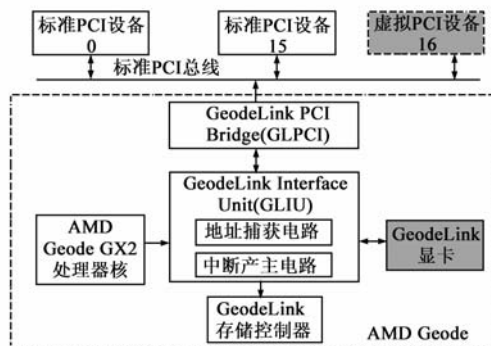 标准PCI设备
0
标准PCI设备
15
虚拟PCI设备
16
标准PCI总线
GeodeLink PCI
Bridge(GLPCI)
GeodeLink Interface
Unit(GLIU)
地址捕获电路
中断产主电路
AMD
Geode GX2
处理器核
GeodeLink
显卡
GeodeLink
存储控制器
AMD Geode